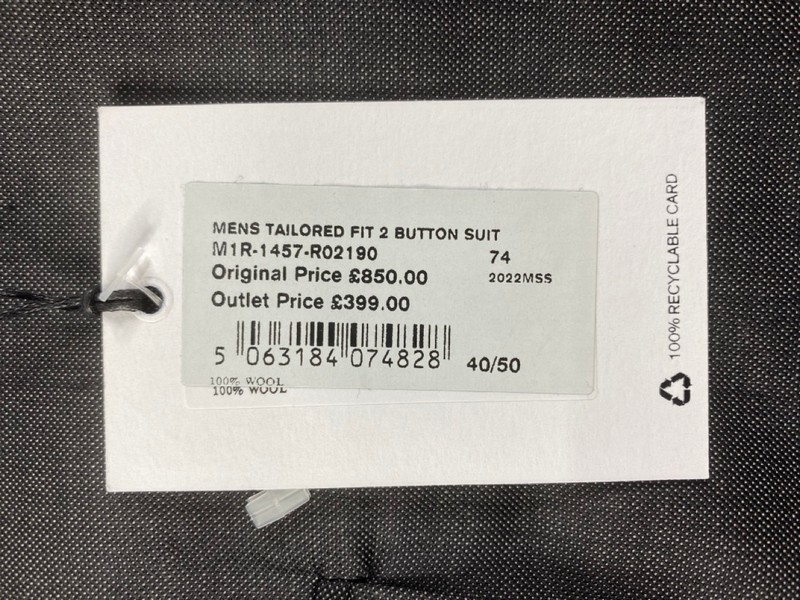 MENS TAILORED FIT 2 BUTTON SUIT
M1R-1457-R02190 74
Original Price £850.00 2022MSS
Outlet Price £399.00
5 063184 074828 40/50
100% WOOL
100% WOOL
100% RECYCLABLE CARD